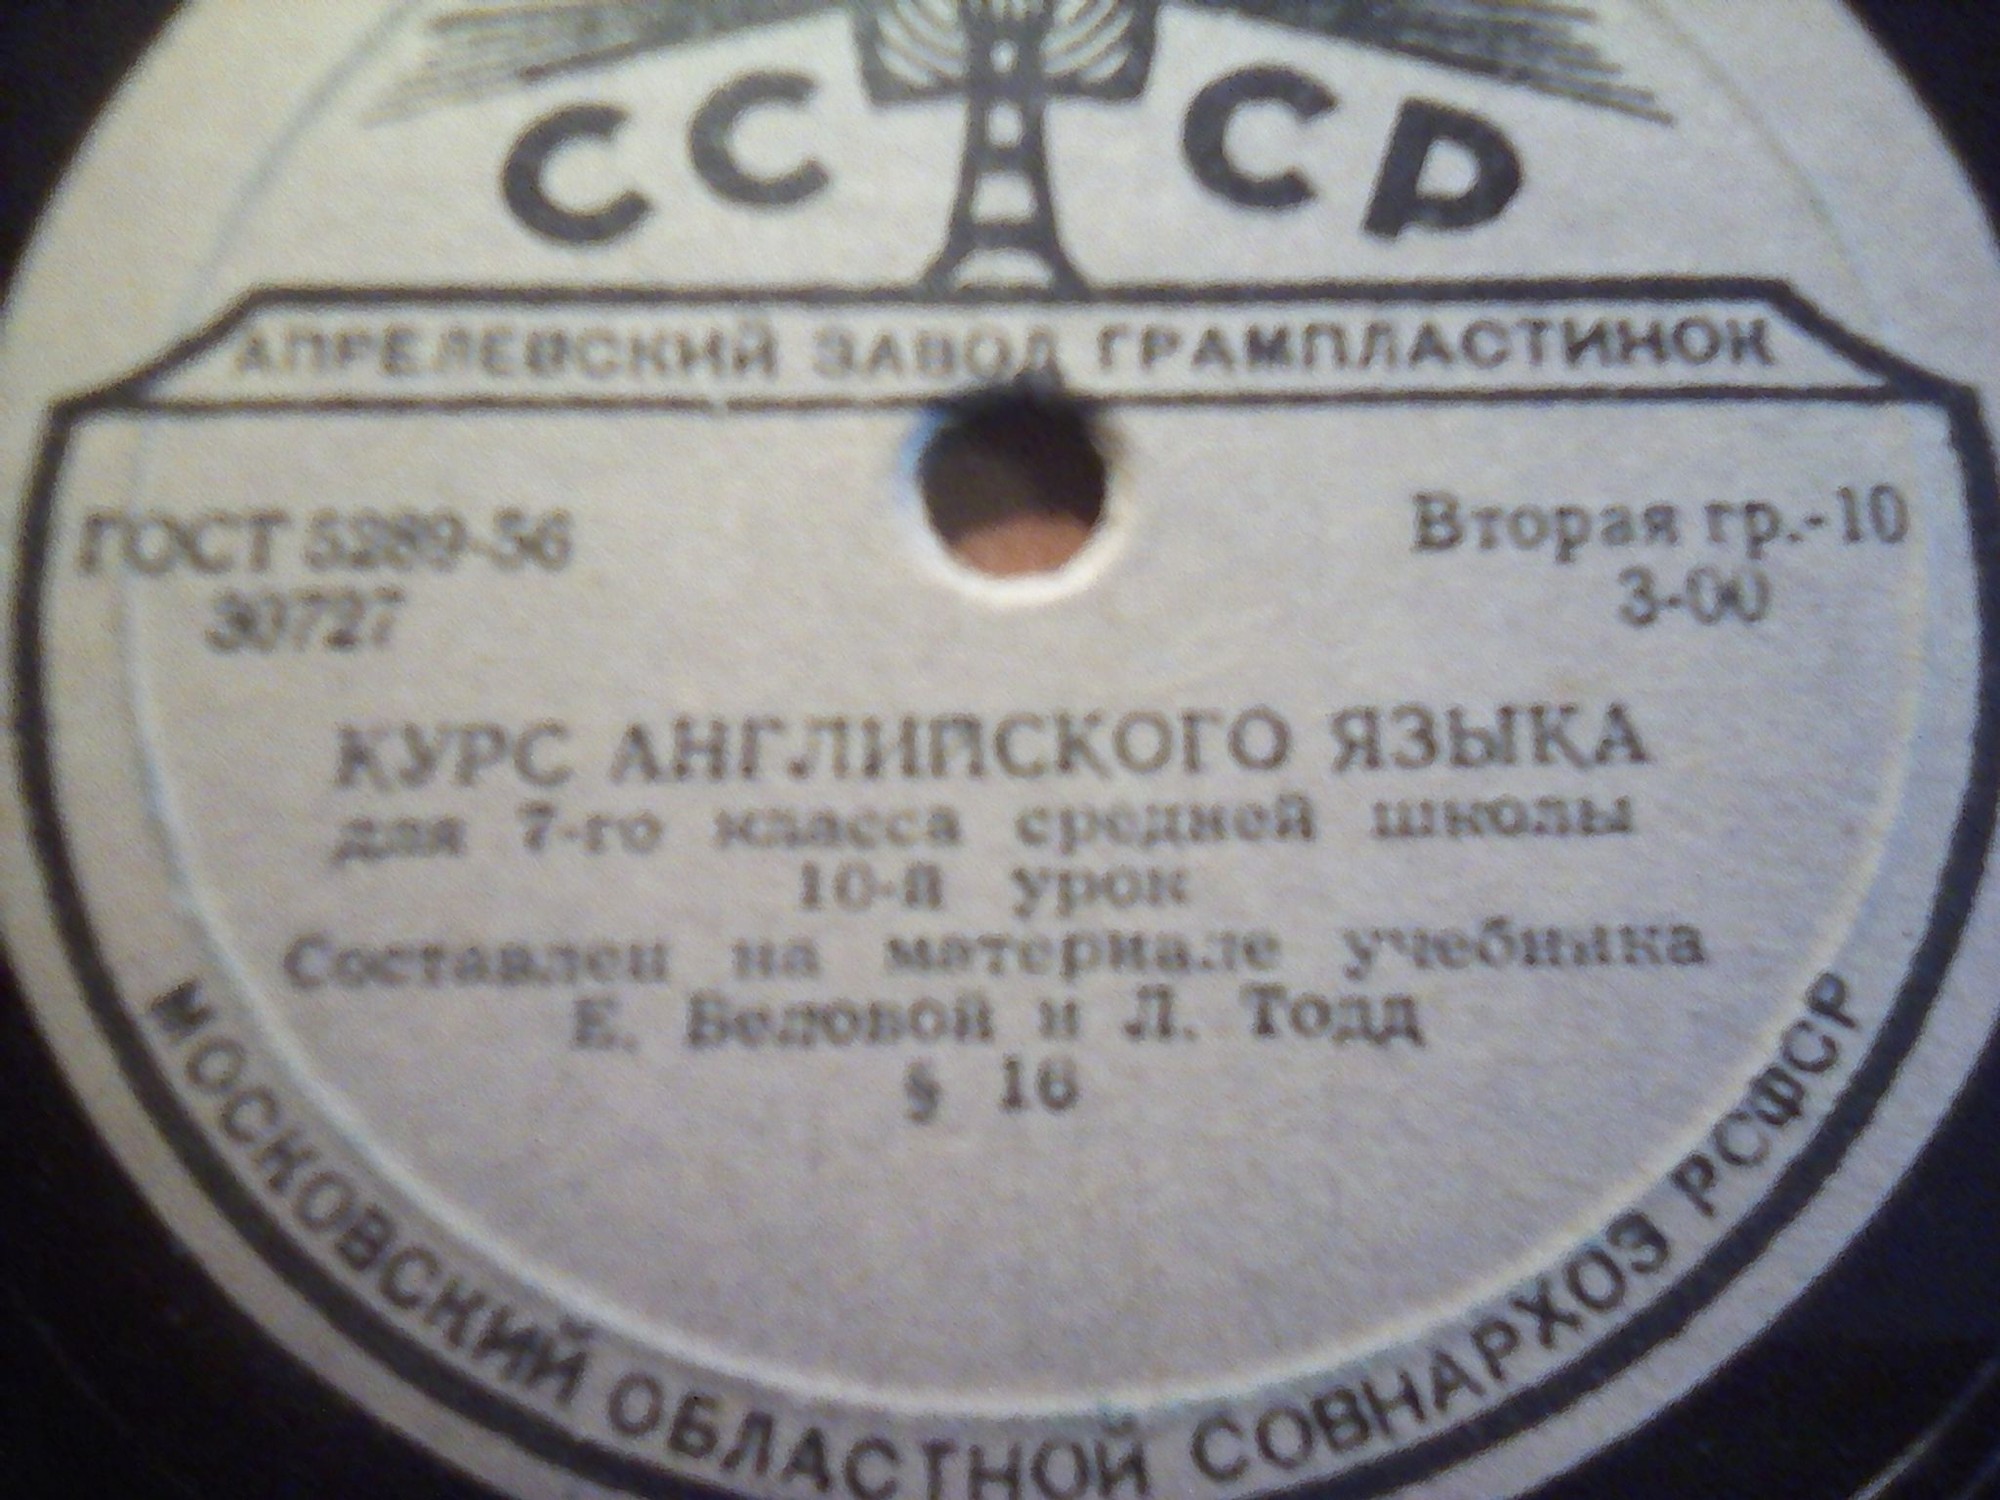 СССР
АПРЕЛЕВСКИЙ ЗАВОД ГРАМПЛАСТИНОК
ГОСТ 5289-56
30727
Вторая гр.-10
3-00
КУРС АНГЛИЙСКОГО ЯЗЫКА
для 7-го класса средней школы
10-й урок
Составлен на материале учебника
Е. Беловой и Л. Тодд
§ 16
МОСКОВСКИЙ ОБЛАСТНОЙ СОВНАРХОЗ РСФСР